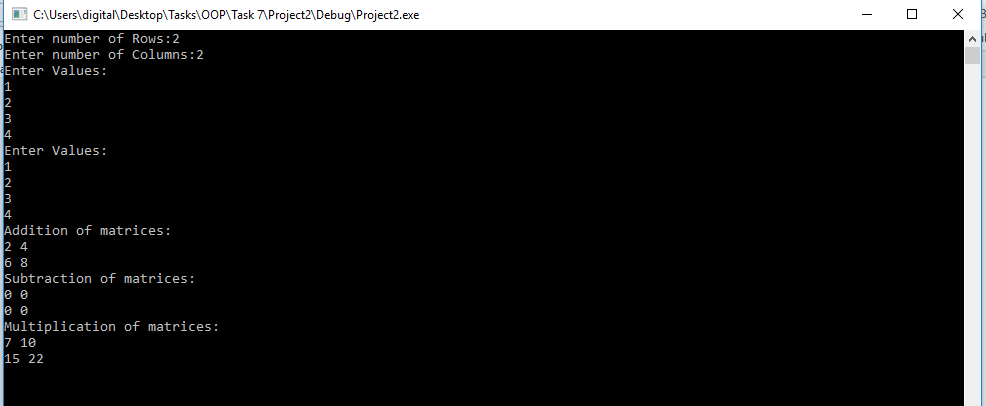 C:\Users\digital\Desktop\Tasks\OOP\Task 7\Project2\Debug\Project2.exe
Enter number of Rows:2
Enter number of Columns:2
Enter Values:
1
2
3
4
Enter Values:
1
2
3
4
Addition of matrices:
2 4
6 8
Subtraction of matrices:
0 0
0 0
Multiplication of matrices:
7 10
15 22